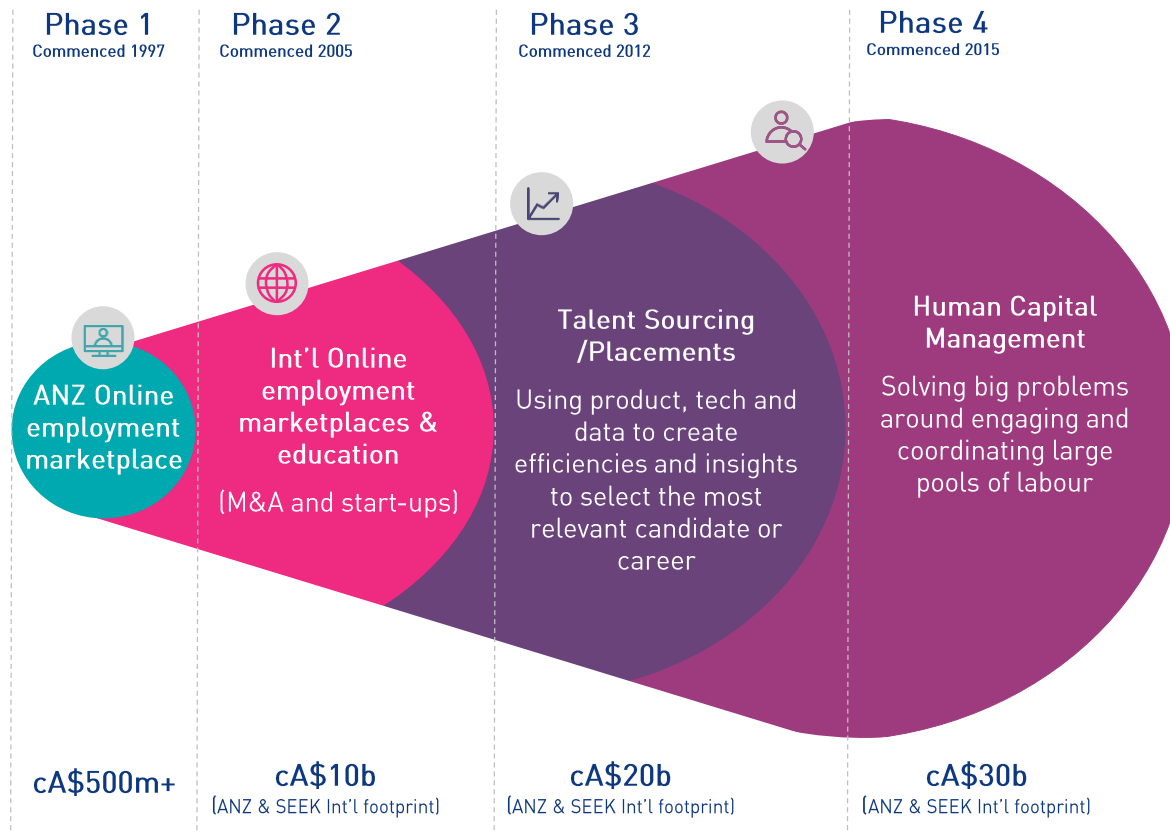 Phase 1
Commenced 1997
Phase 2
Commenced 2005
Phase 3
Commenced 2012
Phase 4
Commenced 2015
ANZ Online
employment
marketplace
Int'l Online
employment
marketplaces &
education
(M&A and start-ups)
Talent Sourcing
/Placements
Using product, tech and
data to create
efficiencies and insights
to select the most
relevant candidate or
career
Human Capital
Management
Solving big problems
around engaging and
coordinating large
pools of labour
cA$500m+
cA$10b
(ANZ & SEEK Int'l footprint)
cA$20b
(ANZ & SEEK Int'l footprint)
cA$30b
(ANZ & SEEK Int'l footprint)